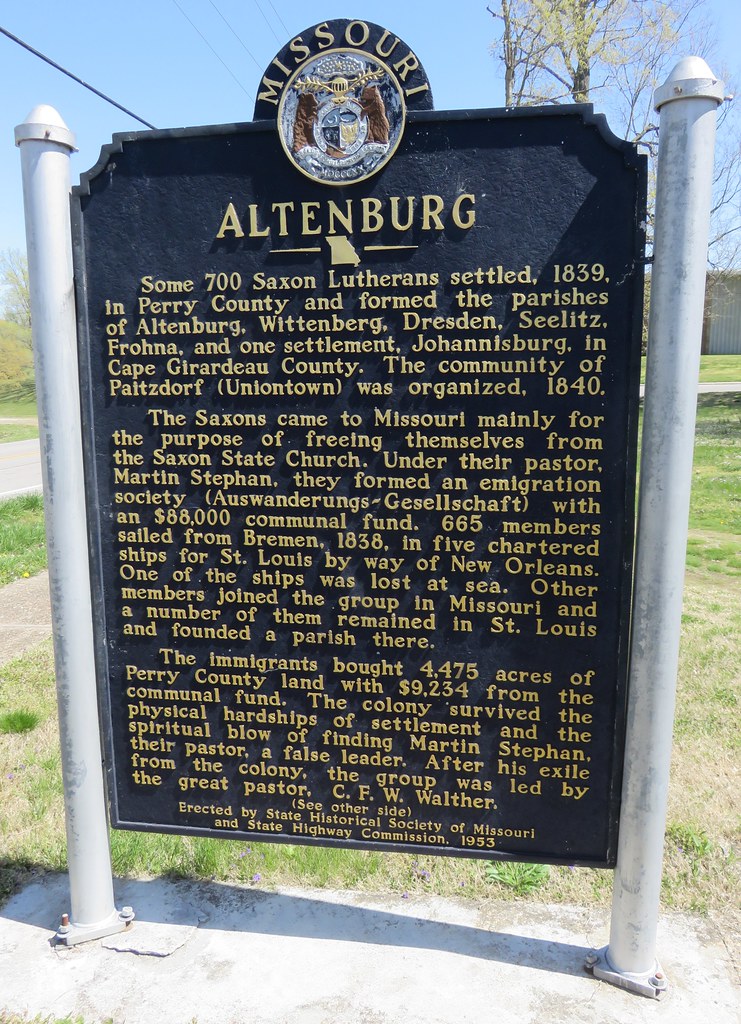 MISSOURI
MDCCCXX
ALTENBURG
Some 700 Saxon Lutherans settled, 1839,
in Perry County and formed the parishes
of Altenburg, Wittenberg, Dresden, Seelitz,
Frohna, and one settlement, Johannisburg, in
Cape Girardeau County. The community of
Paitzdorf (Uniontown) was organized, 1840.
The Saxons came to Missouri mainly for
the purpose of freeing themselves from
the Saxon State Church. Under their pastor,
Martin Stephan, they formed an emigration
society (Auswanderungs-Gesellschaft) with
an $88,000 communal fund. 665 members
sailed from Bremen, 1838, in five chartered
ships for St. Louis by way of New Orleans.
One of the ships was lost at sea. Other
members joined the group in Missouri and
a number of them remained in St. Louis
and founded a parish there.
The immigrants bought 4,475 acres of
Perry County land with $9,234 from the
communal fund. The colony survived the
physical hardships of settlement and the
spiritual blow of finding Martin Stephan,
their pastor, a false leader. After his exile
from the colony, the group was led by
the great pastor, C. F. W. Walther.
(See other side)
Erected by State Historical Society of Missouri
and State Highway Commission, 1953